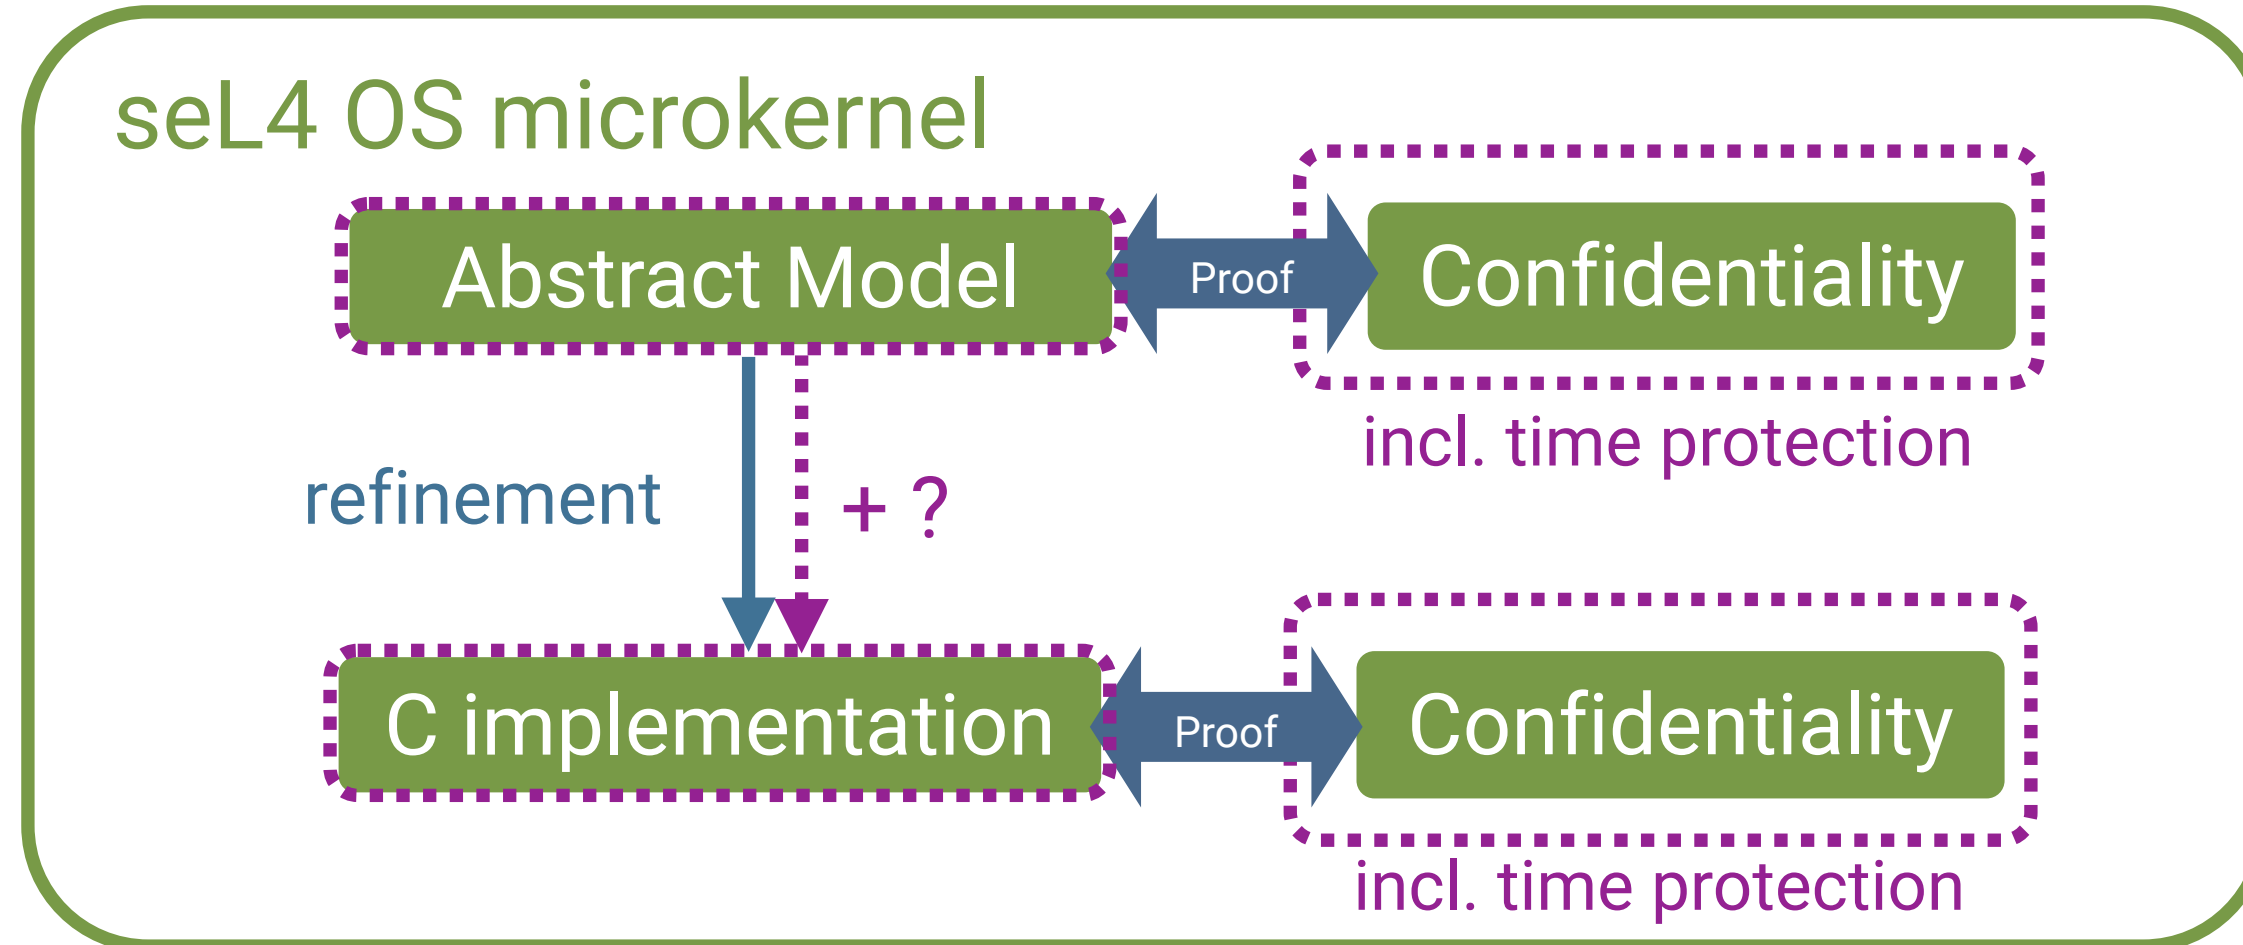 seL4 OS microkernel
Abstract Model
Proof
Confidentiality
incl. time protection
refinement
+ ?
C implementation
Proof
Confidentiality
incl. time protection